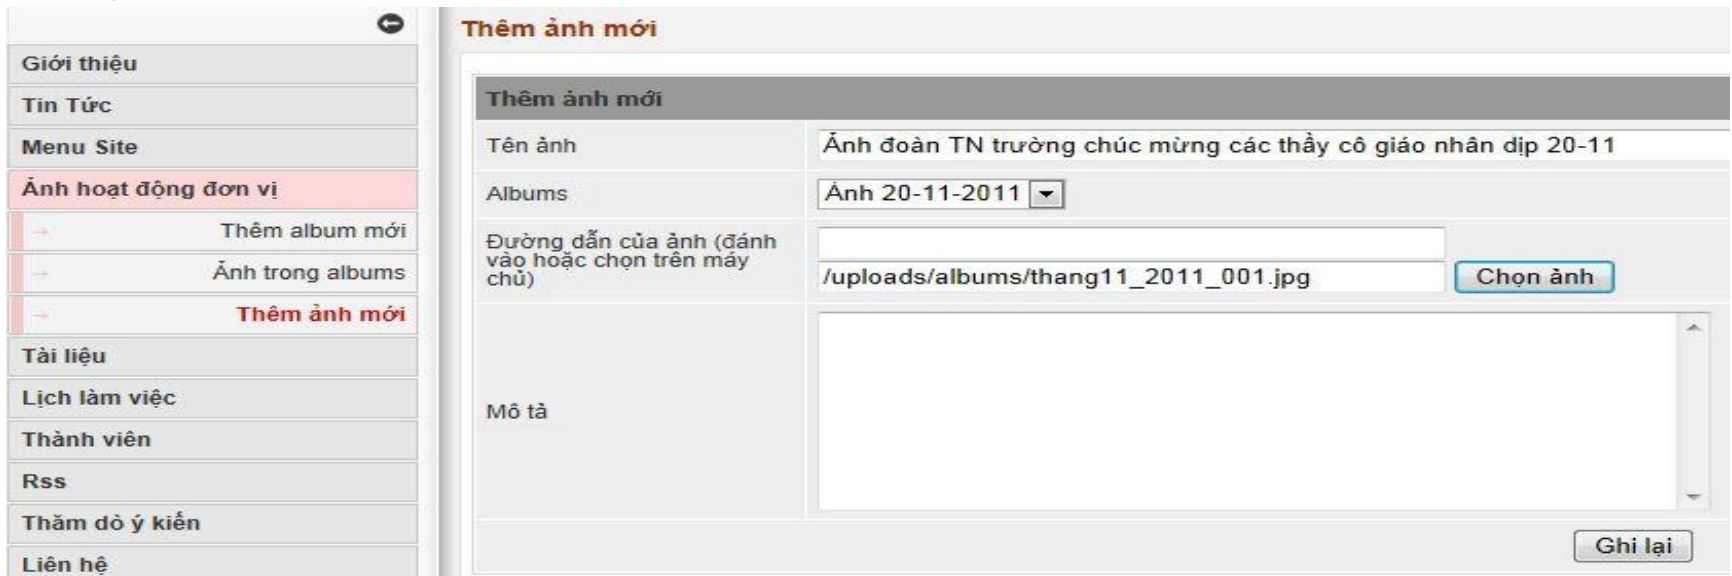 Thêm ảnh mới
Giới thiệu
Tin Tức
Menu Site
Ảnh hoạt động đơn vị
→ Thêm album mới
→ Ảnh trong albums
→ Thêm ảnh mới
Tài liệu
Lịch làm việc
Thành viên
Rss
Thăm dò ý kiến
Liên hệ
Thêm ảnh mới
Tên ảnh
Ảnh đoàn TN trường chúc mừng các thầy cô giáo nhân dịp 20-11
Albums
Ảnh 20-11-2011
Đường dẫn của ảnh (đánh
vào hoặc chọn trên máy
chủ)
/uploads/albums/thang11_2011_001.jpg
Chọn ảnh
Mô tả
Ghi lại